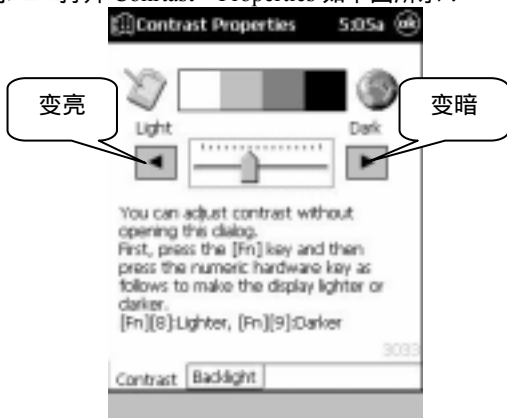 Contrast Properties 5:05a ok
变亮
变暗
Light Dark
You can adjust contrast without
opening this dialog.
First, press the [Fn] key and then
press the numeric hardware key as
follows to make the display lighter or
darker.
[Fn][8]:Lighter, [Fn][9]:Darker
3033
Contrast Backlight